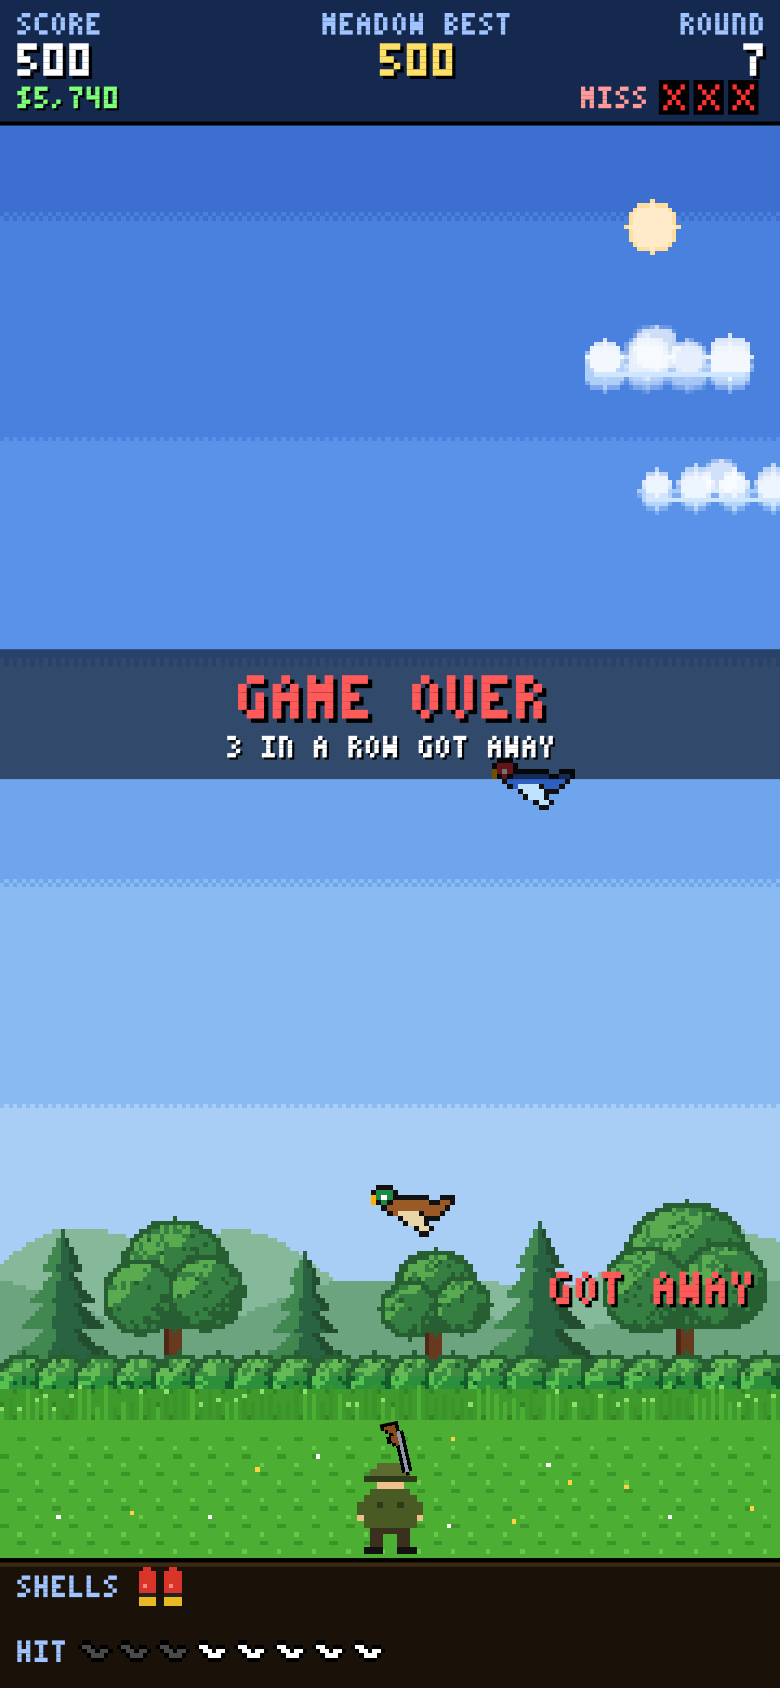 SCORE
MEADOW BEST
ROUND
500
500
7
$5,740
MISS X X X
GAME OVER
3 IN A ROW GOT AWAY
GOT AWAY
SHELLS
HIT